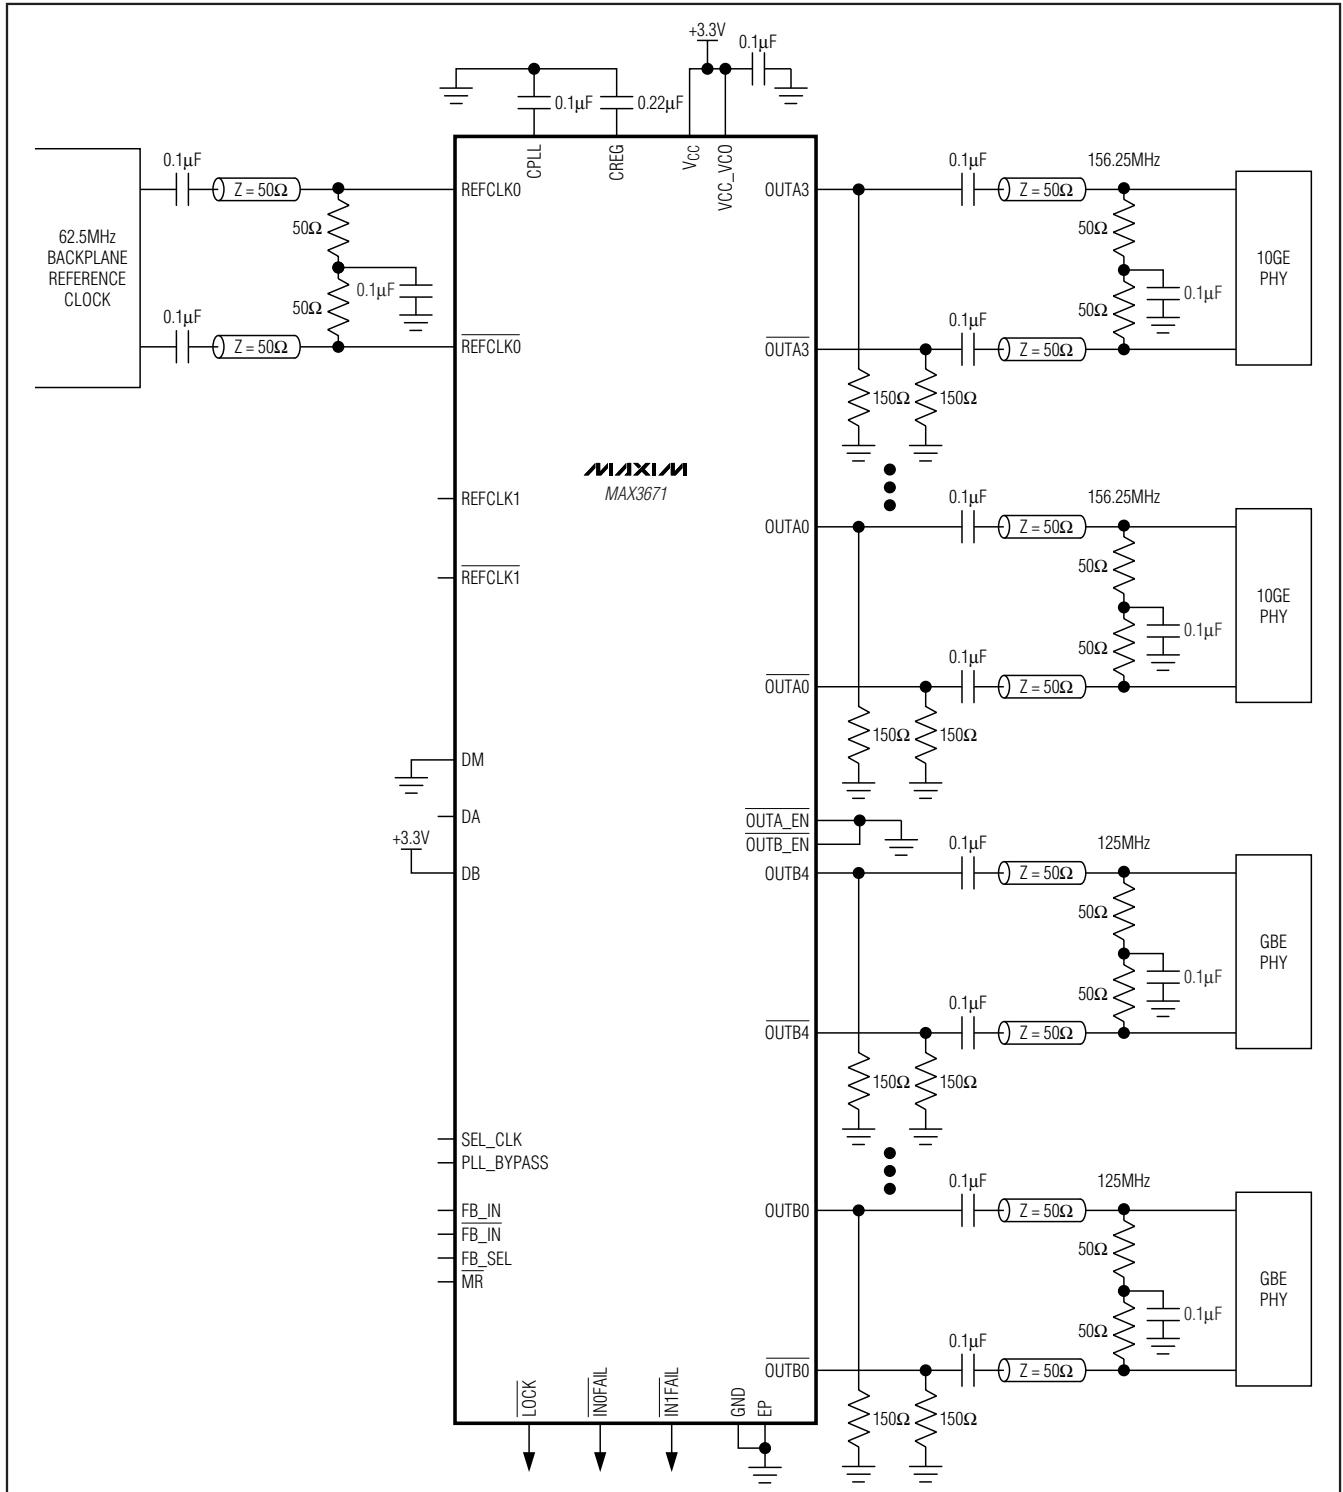 +3.3V
0.1µF
0.1µF
0.22µF
CPLL
CREG
VCC
VCC_VCO
62.5MHz
BACKPLANE
REFERENCE
CLOCK
0.1µF
Z = 50Ω
REFCLK0
50Ω
0.1µF
50Ω
0.1µF
Z = 50Ω
REFCLK0
MAXIM
MAX3671
REFCLK1
REFCLK1
DM
DA
+3.3V
DB
SEL_CLK
PLL_BYPASS
FB_IN
FB_IN
FB_SEL
MR
LOCK
IN0FAIL
IN1FAIL
GND
EP
OUTA3
0.1µF
Z = 50Ω
156.25MHz
50Ω
0.1µF
50Ω
10GE
PHY
OUTA3
0.1µF
Z = 50Ω
150Ω
150Ω
OUTA0
0.1µF
Z = 50Ω
156.25MHz
50Ω
0.1µF
50Ω
10GE
PHY
OUTA0
0.1µF
Z = 50Ω
150Ω
150Ω
OUTA_EN
OUTB_EN
OUTB4
0.1µF
Z = 50Ω
125MHz
50Ω
0.1µF
50Ω
GBE
PHY
OUTB4
0.1µF
Z = 50Ω
150Ω
150Ω
OUTB0
0.1µF
Z = 50Ω
125MHz
50Ω
0.1µF
50Ω
GBE
PHY
OUTB0
0.1µF
Z = 50Ω
150Ω
150Ω